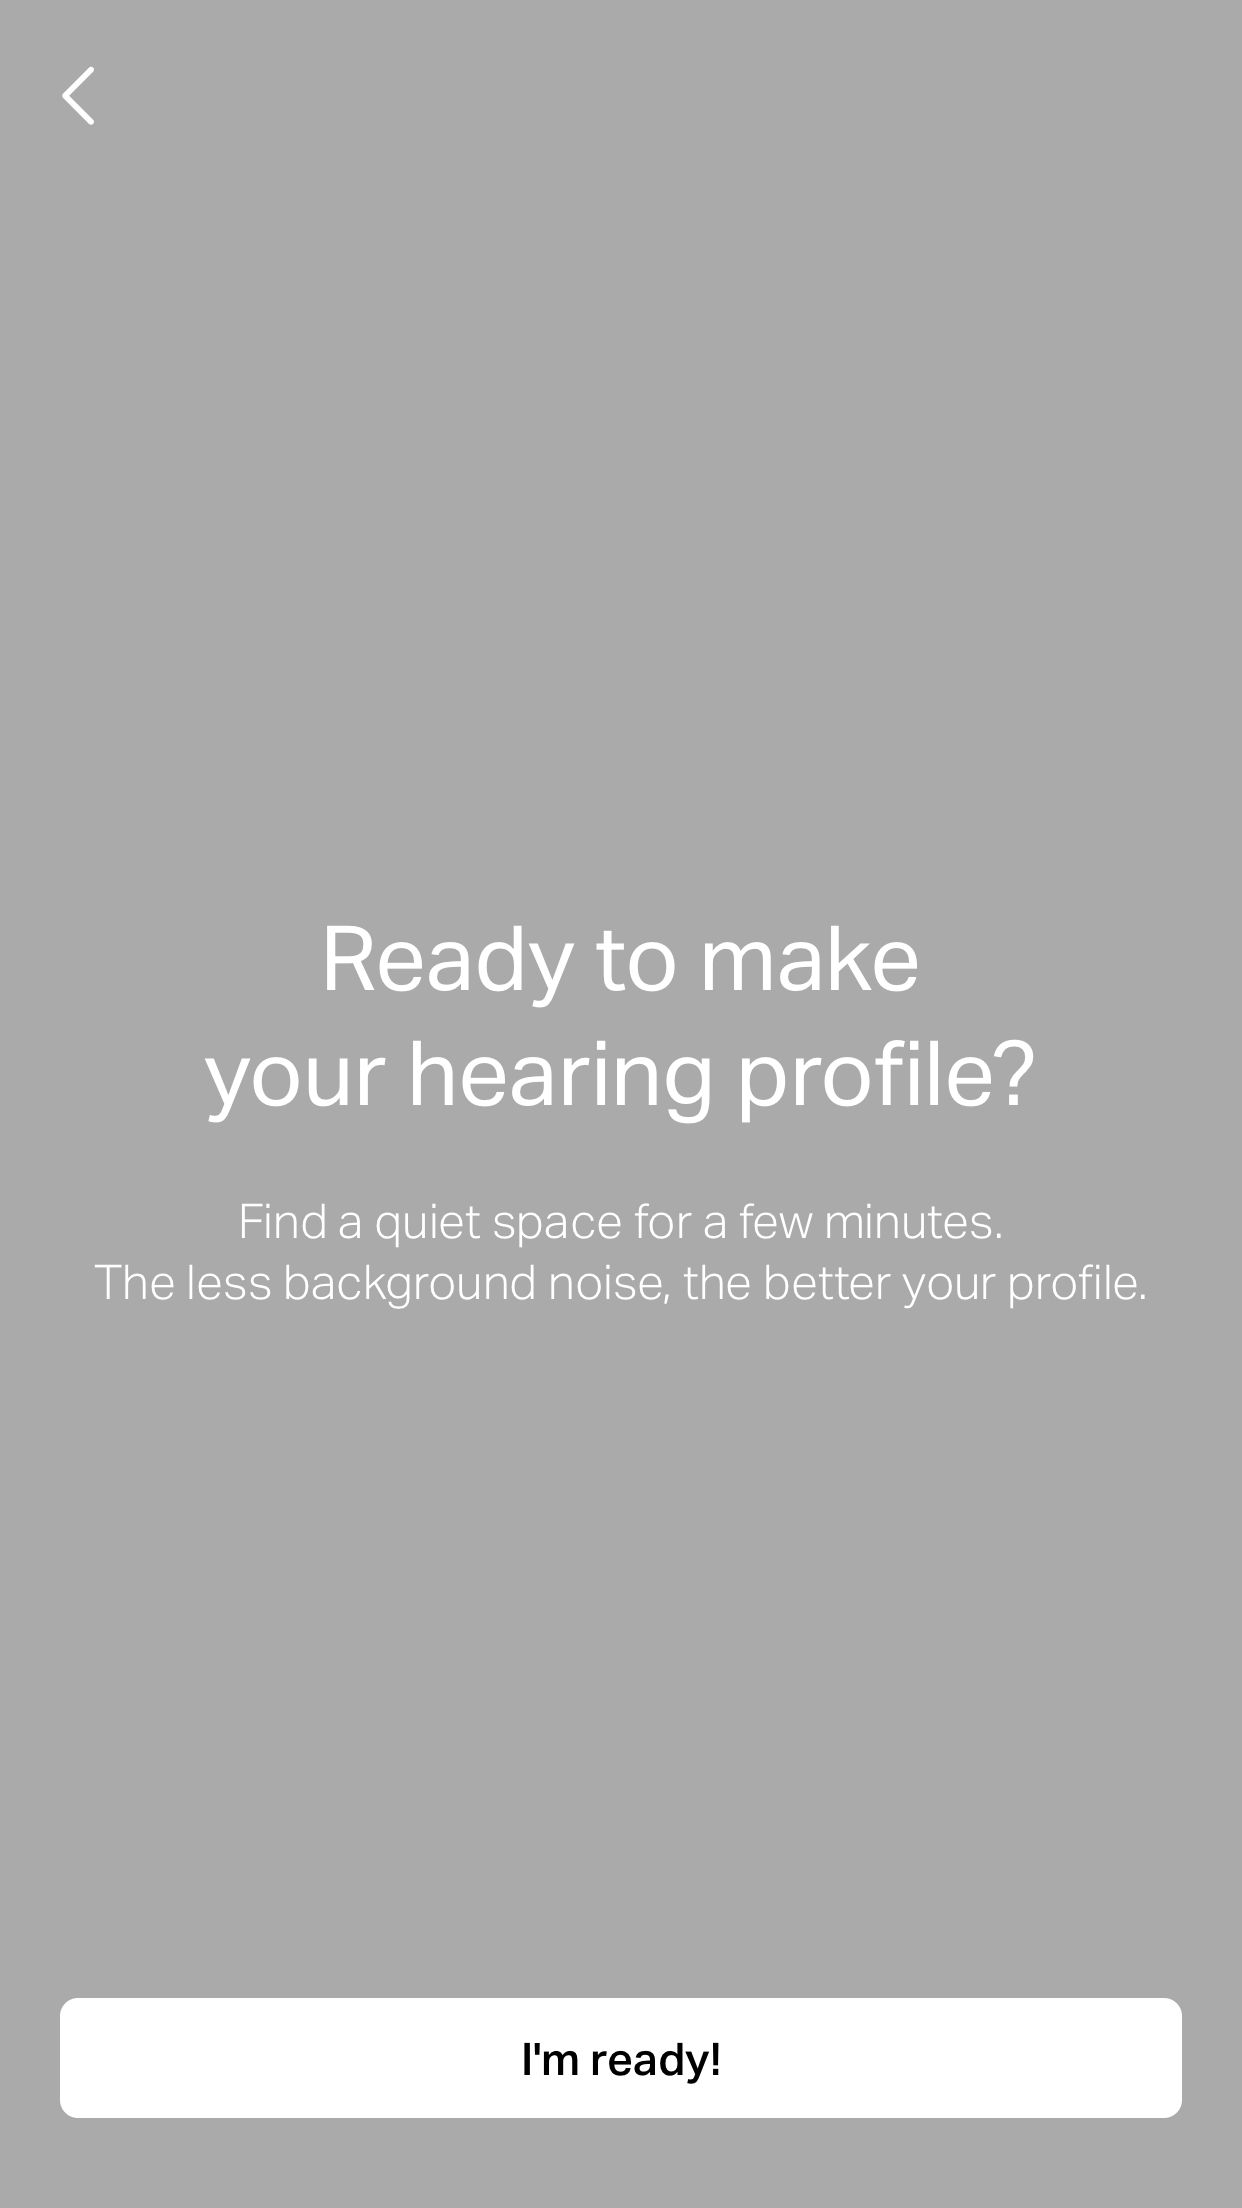 Ready to make
your hearing profile?
Find a quiet space for a few minutes.
The less background noise, the better your profile.
I'm ready!